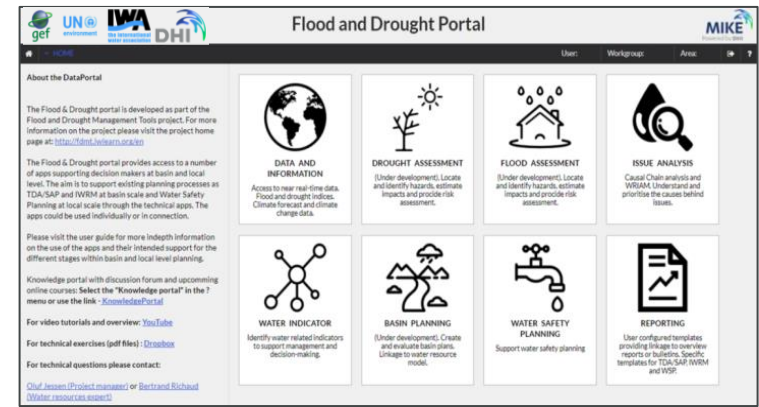 gef
UN
environment
IWA
the international
water association
DHI
Flood and Drought Portal
MIKE
Powered by DHI
HOME
User:
Workgroup:
Area:
?
About the DataPortal
The Flood & Drought portal is developed as part of the
Flood and Drought Management Tools project. For more
information on the project please visit the project home
page at: http://fdmt.iwlearn.org/en
The Flood & Drought portal provides access to a number
of apps supporting decision makers at basin and local
level. The aim is to support existing planning processes as
TDA/SAP and IWRM at basin scale and Water Safety
Planning at local scale through the technical apps. The
apps could be used individually or in connection.
Please visit the user guide for more indepth information
on the use of the apps and their intended support for the
different stages within basin and local level planning.
Knowledge portal with discussion forum and upcomming
online courses: Select the "Knowledge portal" in the ?
menu or use the link - KnowledgePortal
For video tutorials and overview: YouTube
For technical exercises (pdf files) : Dropbox
For technical questions please contact:
Oluf Jessen (Project manager) or Bertrand Richaud
(Water resources expert)
DATA AND
INFORMATION
Access to near real-time data.
Flood and drought indices.
Climate forecast and climate
change data.
DROUGHT ASSESSMENT
(Under development). Locate
and identify hazards, estimate
impacts and provide risk
assessment.
FLOOD ASSESSMENT
(Under development). Locate
and identify hazards, estimate
impacts and procide risk
assessment.
ISSUE ANALYSIS
Causal Chain analysis and
WRIAM. Understand and
prioritise the causes behind
issues.
WATER INDICATOR
Identify water related indicators
to support management and
decision-making.
BASIN PLANNING
(Under development). Create
and evaluate basin plans.
Linkage to water resource
model.
WATER SAFETY
PLANNING
Support water safety planning
REPORTING
User configured templates
providing linkage to overview
reports or bulletins. Specific
templates for TDA/SAP, IWRM
and WSP.